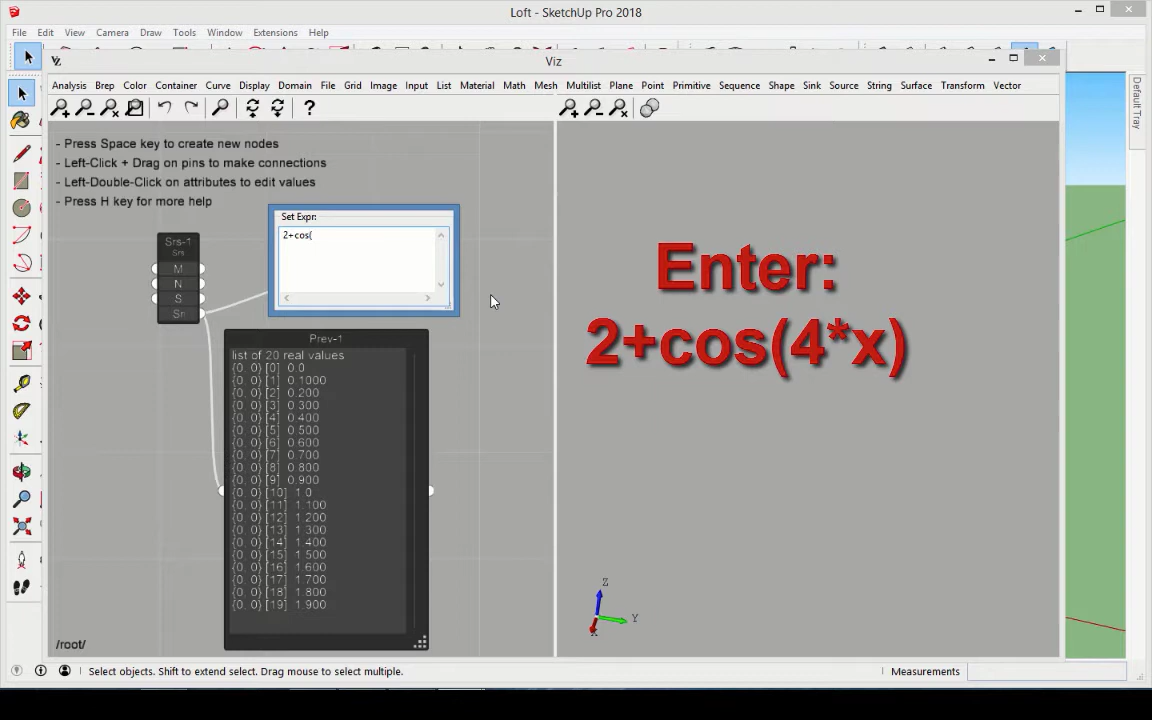 Loft - SketchUp Pro 2018
File Edit View Camera Draw Tools Window Extensions Help
Viz
Analysis Brep Color Container Curve Display Domain File Grid Image Input List Material Math Mesh Multilist Plane Point Primitive Sequence Shape Sink Source String Surface Transform Vector
Default Tray
- Press Space key to create new nodes
- Left-Click + Drag on pins to make connections
- Left-Double-Click on attributes to edit values
- Press H key for more help
Set Expr:
2+cos(
Srs-1
Srs
M
N
S
Srl
Enter:
2+cos(4*x)
Prev-1
list of 20 real values
{0, 0} [0] 0.0
{0, 0} [1] 0.1000
{0, 0} [2] 0.200
{0, 0} [3] 0.300
{0, 0} [4] 0.400
{0, 0} [5] 0.500
{0, 0} [6] 0.600
{0, 0} [7] 0.700
{0, 0} [8] 0.800
{0, 0} [9] 0.900
{0, 0} [10] 1.0
{0, 0} [11] 1.100
{0, 0} [12] 1.200
{0, 0} [13] 1.300
{0, 0} [14] 1.400
{0, 0} [15] 1.500
{0, 0} [16] 1.600
{0, 0} [17] 1.700
{0, 0} [18] 1.800
{0, 0} [19] 1.900
Z
Y
X
/root/
Select objects. Shift to extend select. Drag mouse to select multiple.
Measurements